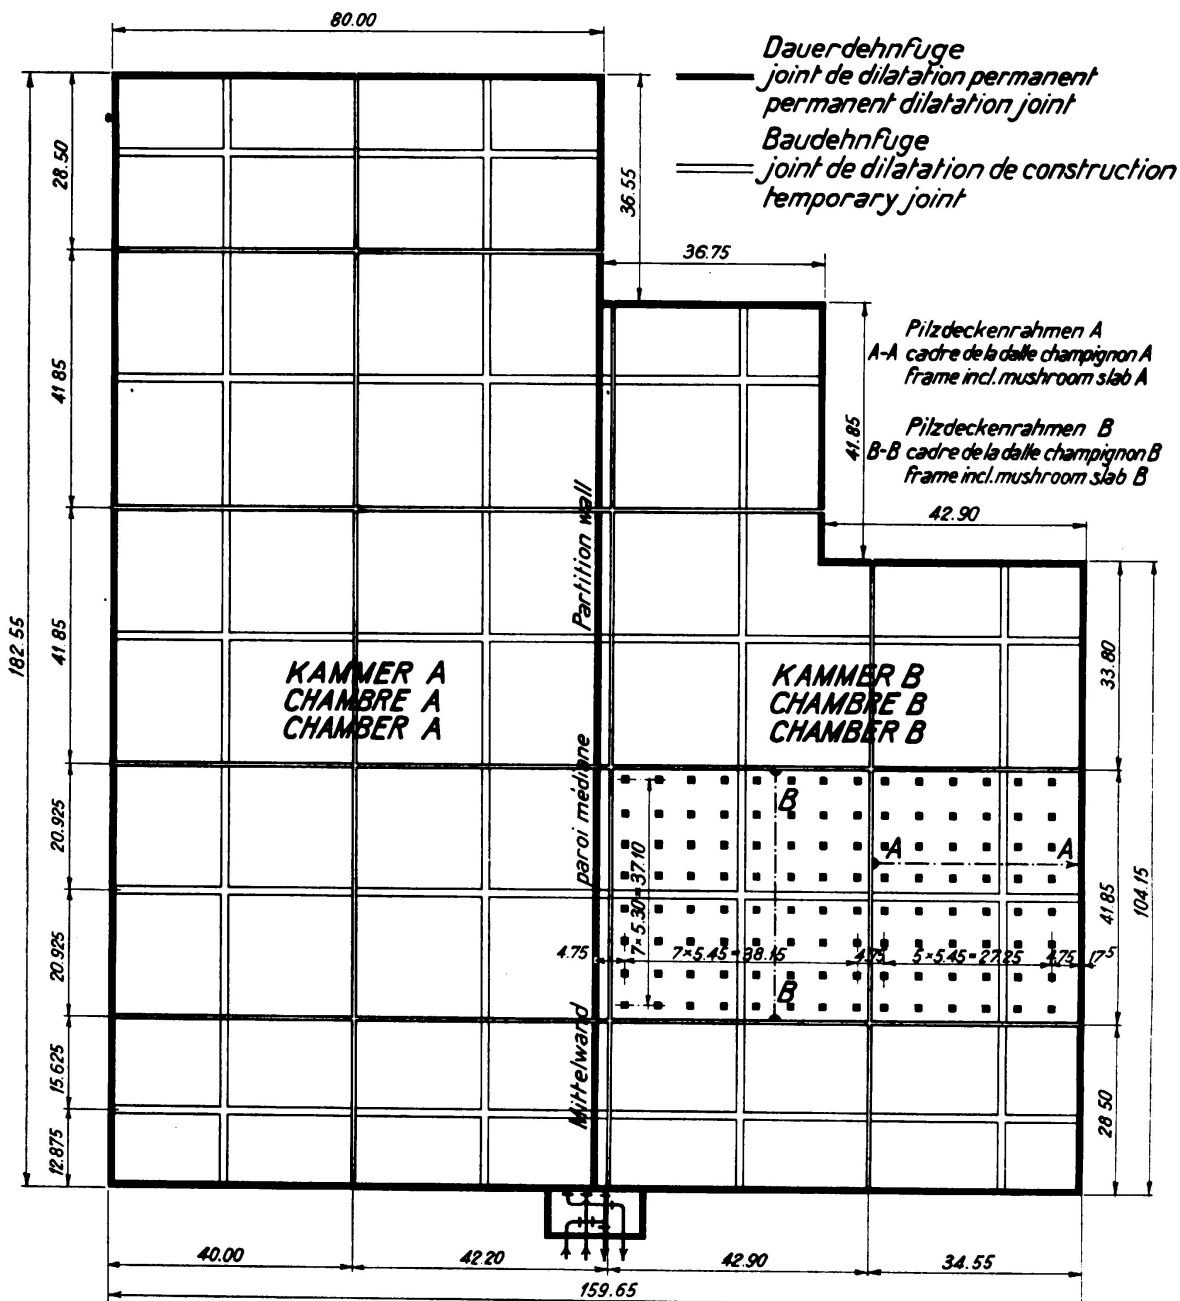 80.00
Dauerdehnfuge
joint de dilatation permanent
permanent dilatation joint
Baudehnfuge
joint de dilatation de construction
temporary joint
28.50
36.55
36.75
Pilzdeckenrahmen A
A-A cadre de la dalle champignon A
frame incl. mushroom slab A
41.85
41.85
Pilzdeckenrahmen B
B-B cadre de la dalle champignon B
frame incl. mushroom slab B
42.90
Partition wall
182.55
41.85
33.80
KAMMER A
CHAMBRE A
CHAMBER A
KAMMER B
CHAMBRE B
CHAMBER B
paroi médiane
20.925
B
A
A
7×5.30=37.10
41.85
104.15
20.925
4.75
7×5.45=38.15
4.75
5×5.45=27.25
4.75
17⁵
B
Mittelwand
15.625
12.875
28.50
40.00
42.20
42.90
34.55
159.65